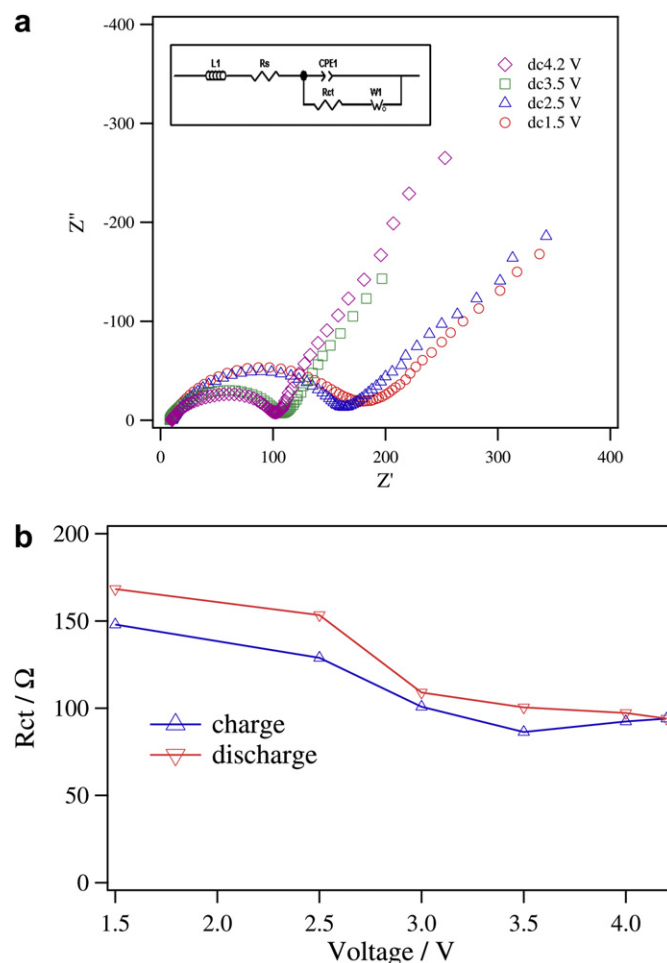 a
-400
-300
-200
-100
0
Z"
0
100
200
300
400
Z'
L1
Rs
CPE1
Rct
W1
dc4.2 V
dc3.5 V
dc2.5 V
dc1.5 V
b
200
150
100
50
0
Rct / Ω
charge
discharge
1.5
2.0
2.5
3.0
3.5
4.0
Voltage / V